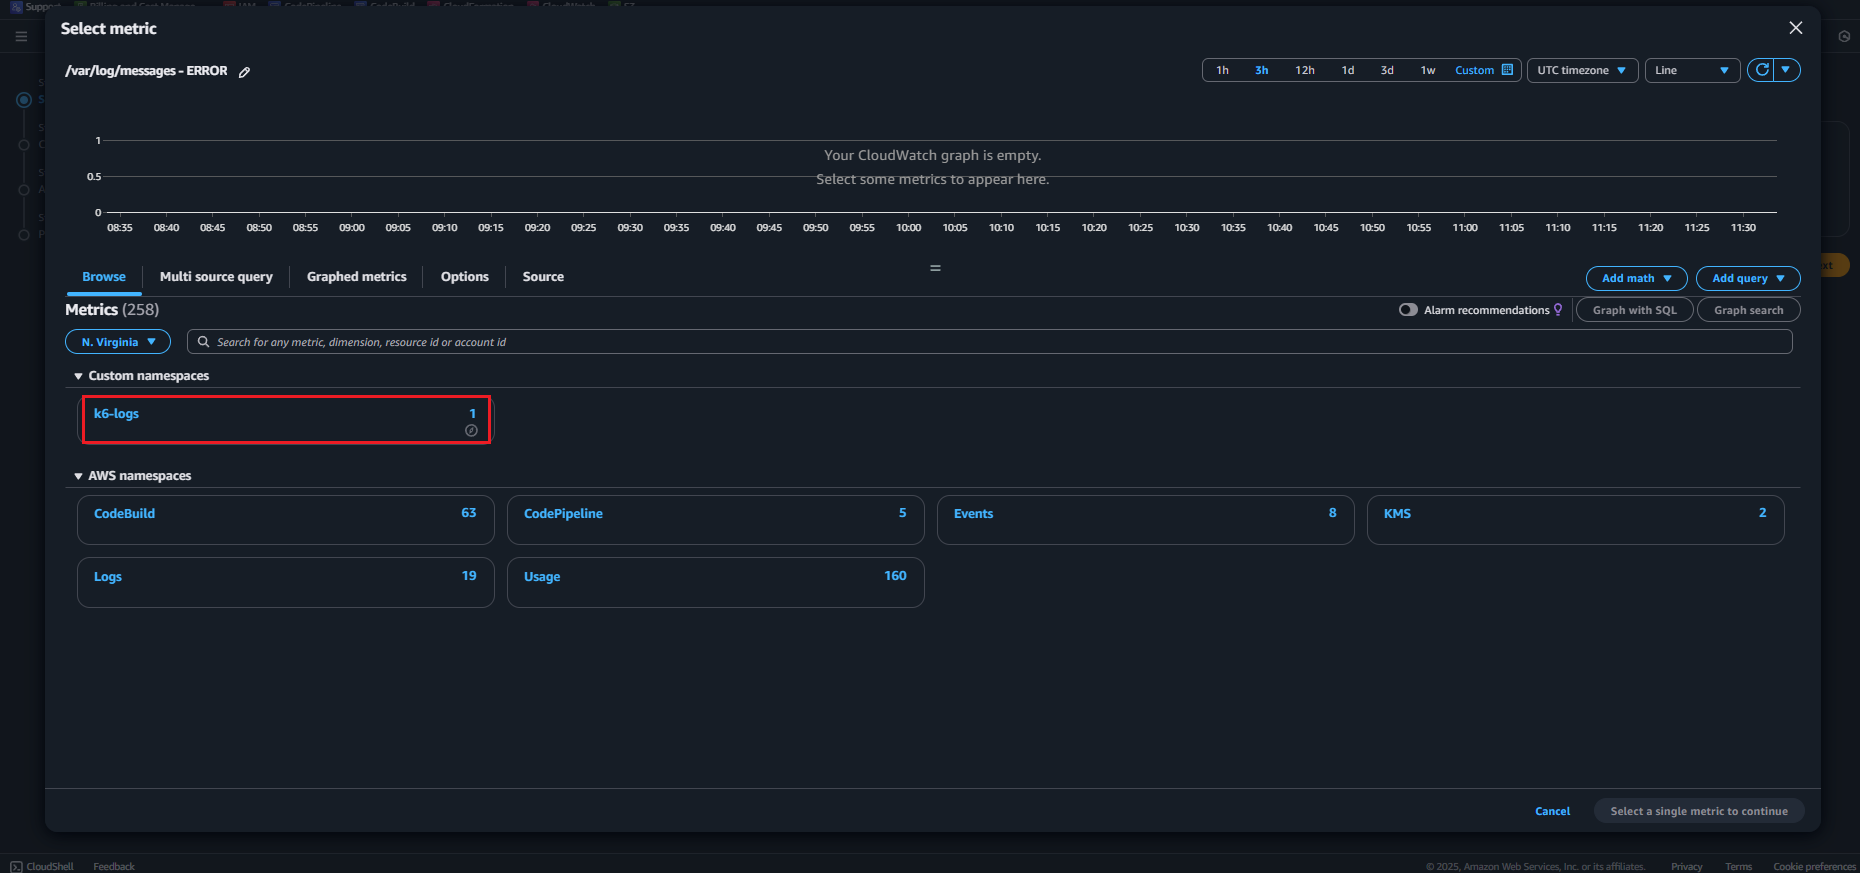 Support
Select metric
/var/log/messages - ERROR
1h 3h 12h 1d 3d 1w Custom UTC timezone Line
1
Your CloudWatch graph is empty.
0.5
Select some metrics to appear here.
0
08:35 08:40 08:45 08:50 08:55 09:00 09:05 09:10 09:15 09:20 09:25 09:30 09:35 09:40 09:45 09:50 09:55 10:00 10:05 10:10 10:15 10:20 10:25 10:30 10:35 10:40 10:45 10:50 10:55 11:00 11:05 11:10 11:15 11:20 11:25 11:30
Browse Multi source query Graphed metrics Options Source Add math Add query
Metrics (258) Alarm recommendations Graph with SQL Graph search
N. Virginia Search for any metric, dimension, resource id or account id
Custom namespaces
k6-logs 1
AWS namespaces
CodeBuild 63 CodePipeline 5 Events 8 KMS 2
Logs 19 Usage 160
Cancel Select a single metric to continue
CloudShell Feedback © 2025, Amazon Web Services, Inc. or its affiliates. Privacy Terms Cookie preferences